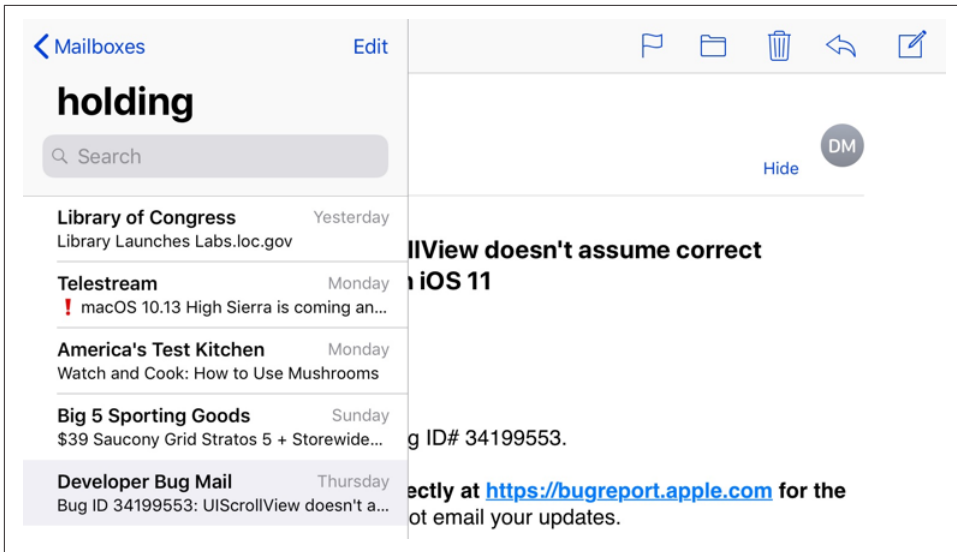 Mailboxes Edit
holding
Search
Library of Congress Yesterday
Library Launches Labs.loc.gov
Telestream Monday
❗ macOS 10.13 High Sierra is coming an...
America's Test Kitchen Monday
Watch and Cook: How to Use Mushrooms
Big 5 Sporting Goods Sunday
$39 Saucony Grid Stratos 5 + Storewide...
Developer Bug Mail Thursday
Bug ID 34199553: UIScrollView doesn't a...
DM
Hide
llView doesn't assume correct
iOS 11
g ID# 34199553.
ectly at https://bugreport.apple.com for the
ot email your updates.